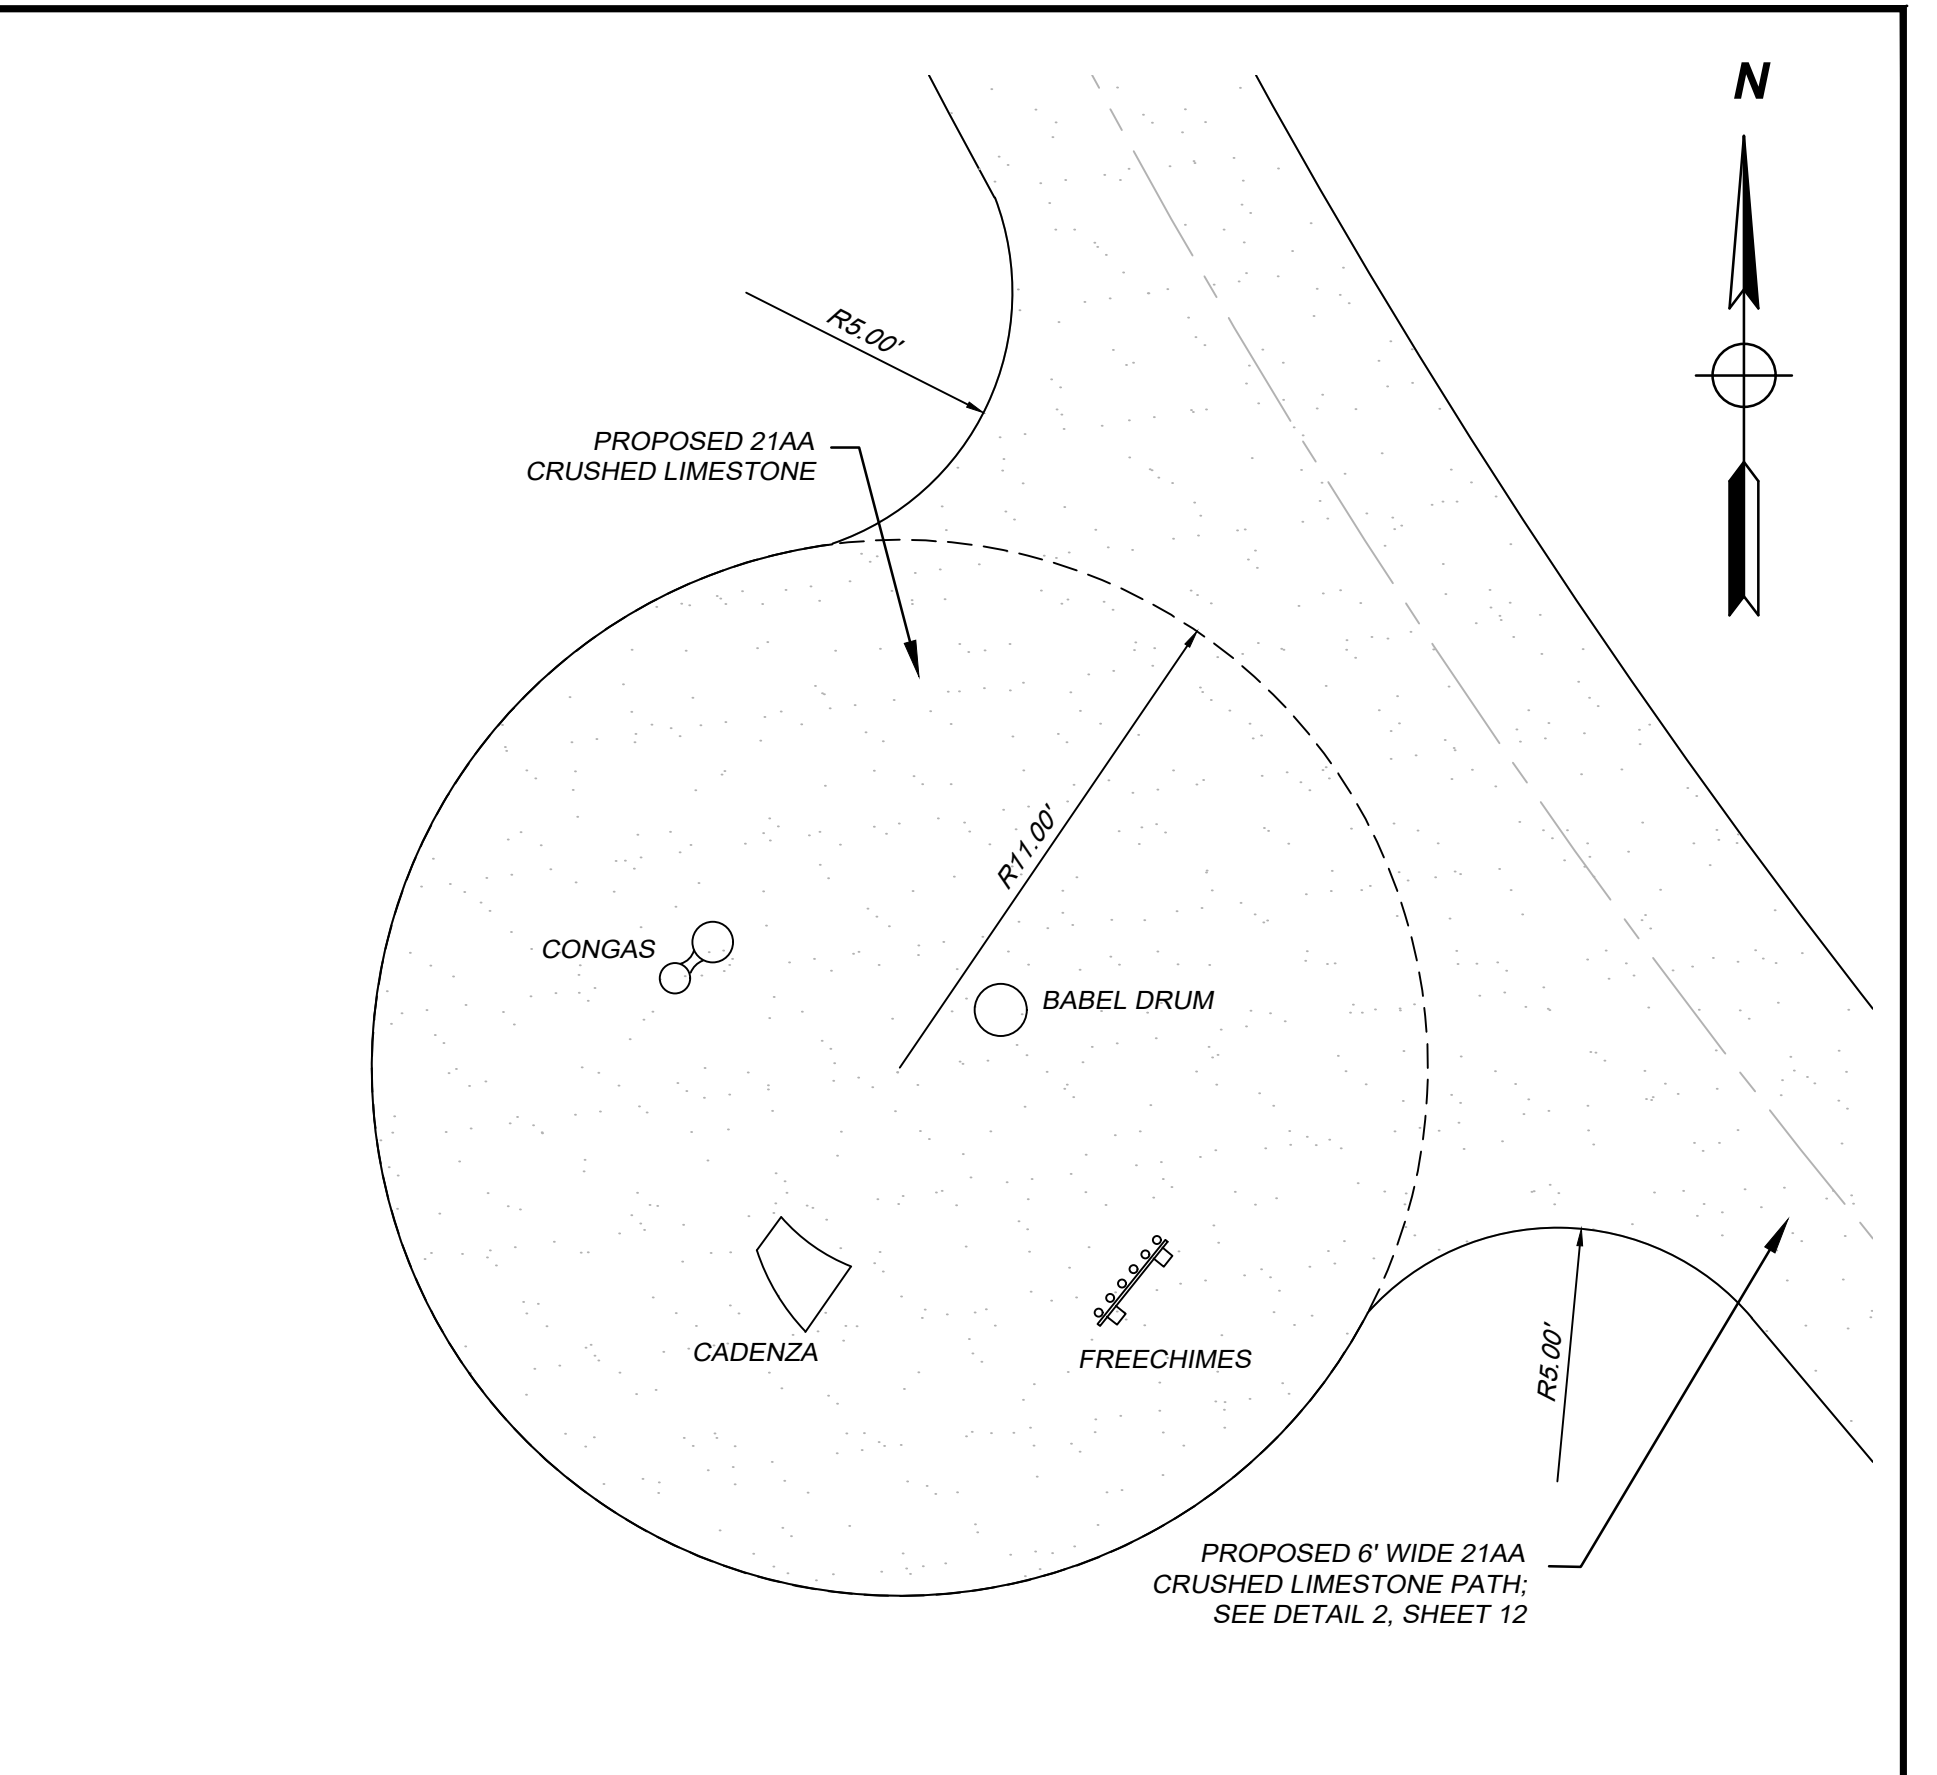 N
R5.00'
PROPOSED 21AA
CRUSHED LIMESTONE
R11.00'
CONGAS
BABEL DRUM
CADENZA
FREECHIMES
R5.00'
PROPOSED 6' WIDE 21AA
CRUSHED LIMESTONE PATH;
SEE DETAIL 2, SHEET 12